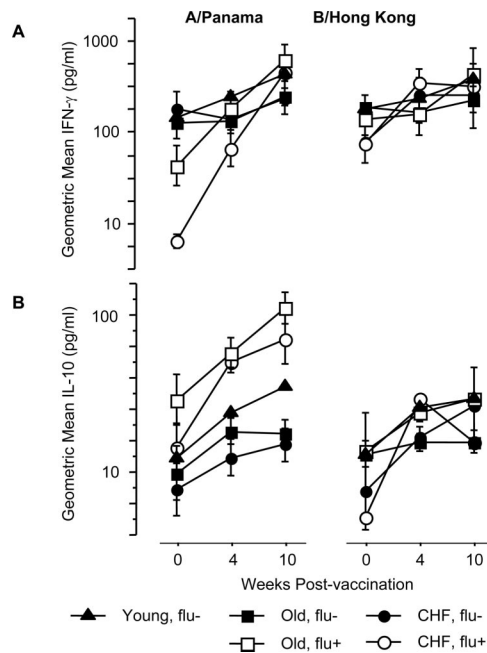 A/Panama B/Hong Kong
A
Geometric Mean IFN-γ (pg/ml)
1000
100
10
B
Geometric Mean IL-10 (pg/ml)
100
10
0 4 10 0 4 10
Weeks Post-vaccination
Young, flu- Old, flu- CHF, flu-
Old, flu+ CHF, flu+